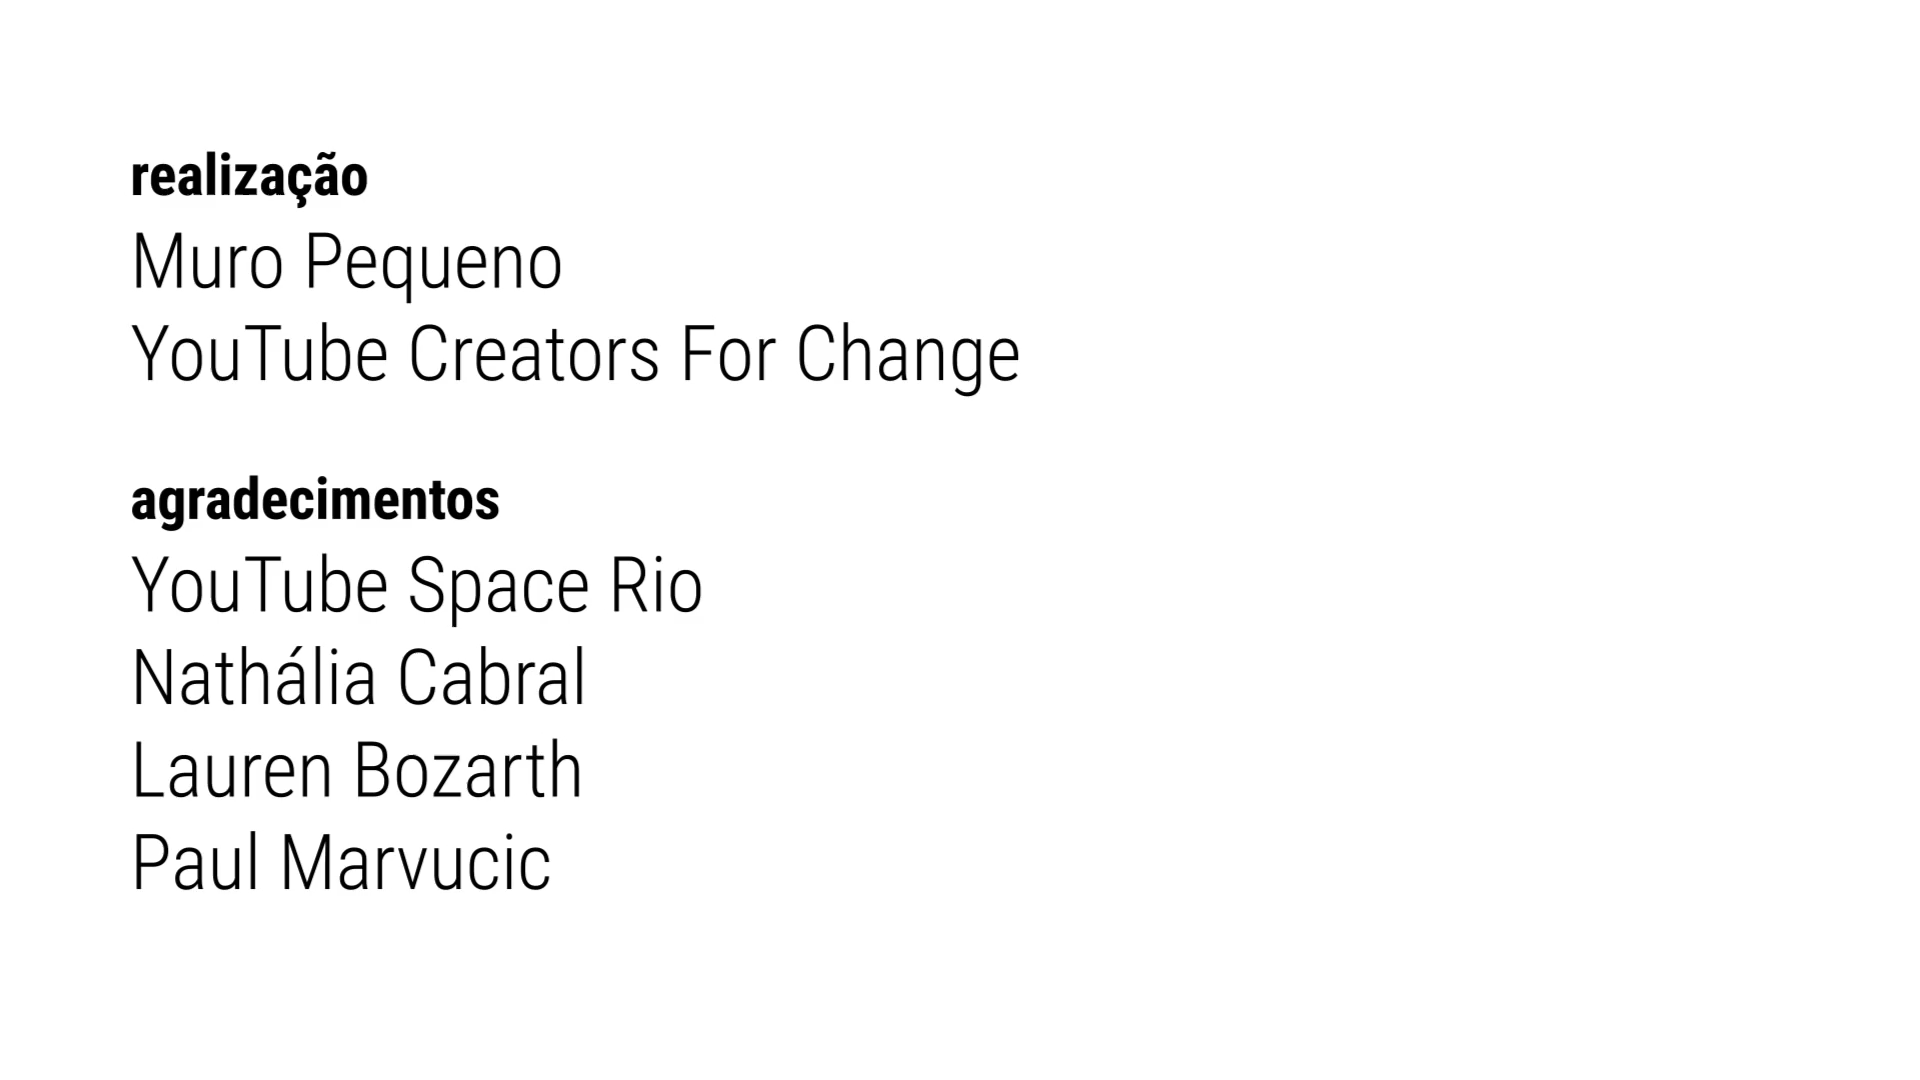 realização
Muro Pequeno
YouTube Creators For Change
agradecimentos
YouTube Space Rio
Nathália Cabral
Lauren Bozarth
Paul Marvucic